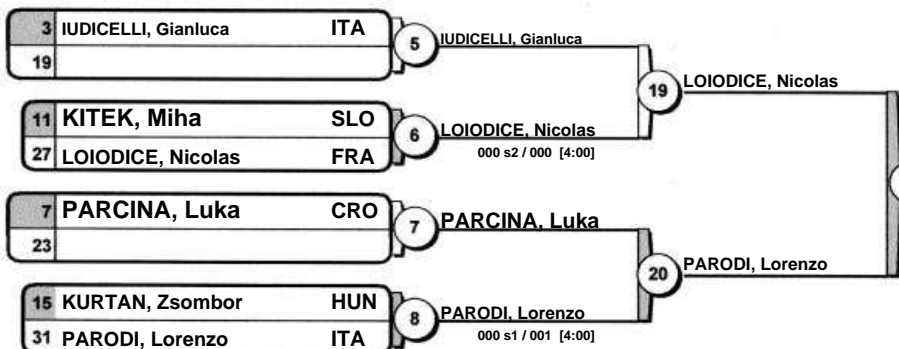 3 IUDICELLI, Gianluca ITA
19
5
IUDICELLI, Gianluca
11 KITEK, Miha SLO
27 LOIODICE, Nicolas FRA
6
LOIODICE, Nicolas
000 s2 / 000 [4:00]
19
LOIODICE, Nicolas
7 PARCINA, Luka CRO
23
7
PARCINA, Luka
15 KURTAN, Zsombor HUN
31 PARODI, Lorenzo ITA
8
PARODI, Lorenzo
000 s1 / 001 [4:00]
20
PARODI, Lorenzo